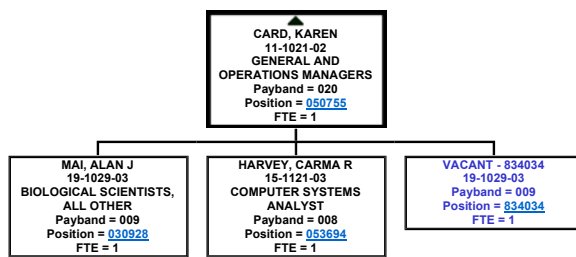 CARD, KAREN
11-1021-02
GENERAL AND
OPERATIONS MANAGERS
Payband = 020
Position = 050755
FTE = 1
MAI, ALAN J
19-1029-03
BIOLOGICAL SCIENTISTS,
ALL OTHER
Payband = 009
Position = 030928
FTE = 1
HARVEY, CARMA R
15-1121-03
COMPUTER SYSTEMS
ANALYST
Payband = 008
Position = 053694
FTE = 1
VACANT - 834034
19-1029-03
Payband = 009
Position = 834034
FTE = 1